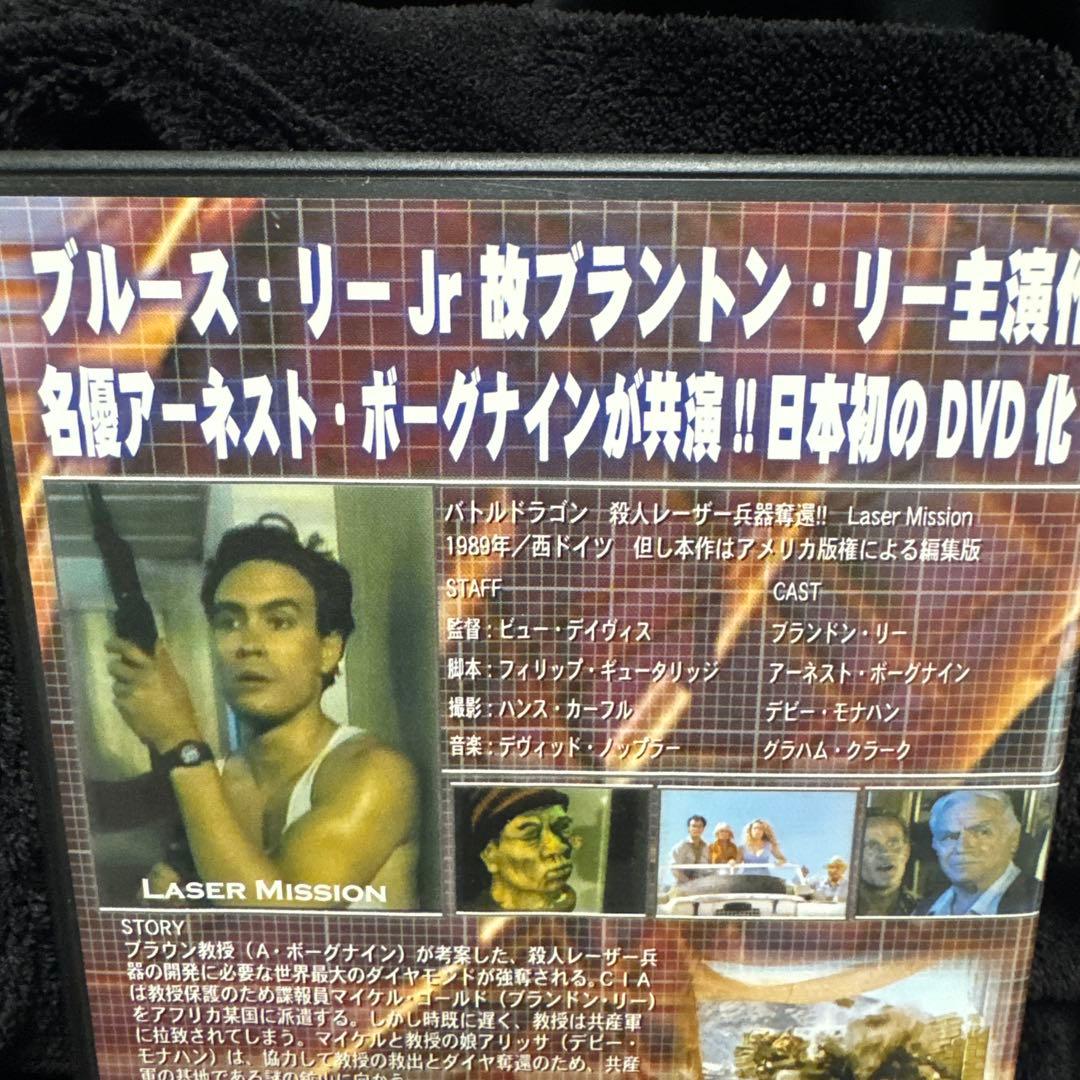 ブルース・リーJr 故ブラントン・リー主演作
名優アーネスト・ボーグナインが共演!!日本初のDVD化
バトルドラゴン 殺人レーザー兵器奪還!! Laser Mission
1989年／西ドイツ 但し本作はアメリカ版権による編集版
STAFF
監督：ビュー・デイヴィス
脚本：フィリップ・ギュータリッジ
撮影：ハンス・カーフル
音楽：デヴィッド・ノップラー
CAST
ブランドン・リー
アーネスト・ボーグナイン
デビー・モナハン
グラハム・クラーク
LASER MISSION
STORY
ブラウン教授（A・ボーグナイン）が考案した、殺人レーザー兵
器の開発に必要な世界最大のダイヤモンドが強奪される。CIA
は教授保護のため諜報員マイケル・ゴールド（ブランドン・リー）
をアフリカ某国に派遣する。しかし時既に遅く、教授は共産軍
に拉致されてしまう。マイケルと教授の娘アリッサ（デビー・
モナハン）は、協力して教授の救出とダイヤ奪還のため、共産
軍の基地である謎の鉱山に向かう